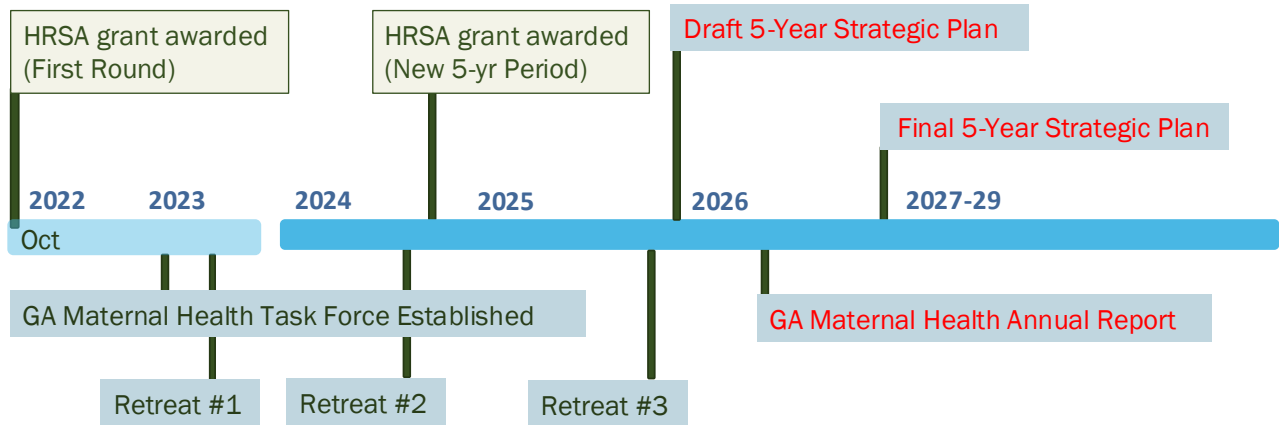 HRSA grant awarded
(First Round)
HRSA grant awarded
(New 5-yr Period)
Draft 5-Year Strategic Plan
Final 5-Year Strategic Plan
2022
2023
2024
2025
2026
2027-29
Oct
GA Maternal Health Task Force Established
GA Maternal Health Annual Report
Retreat #1
Retreat #2
Retreat #3